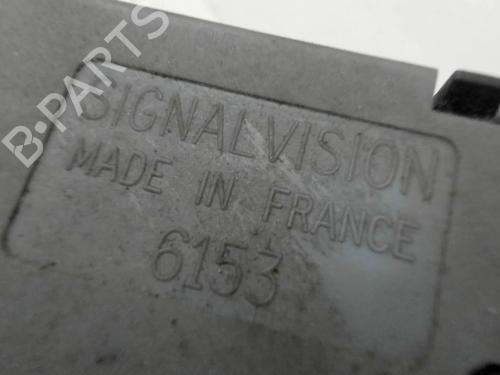 B-PARTS
SIGNALVISION
MADE IN FRANCE
6153